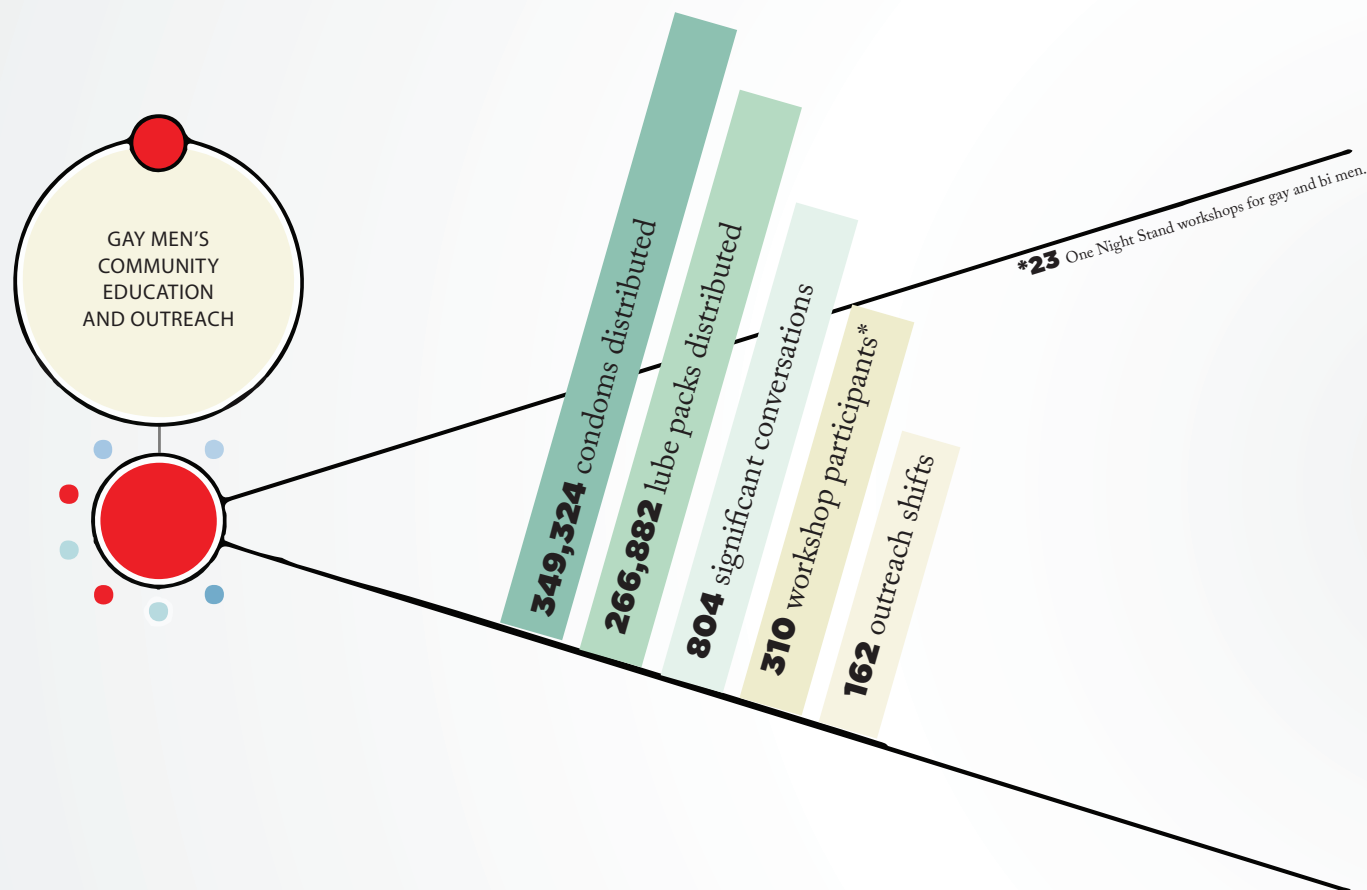 GAY MEN'S
COMMUNITY
EDUCATION
AND OUTREACH
349,324 condoms distributed
266,882 lube packs distributed
804 significant conversations
310 workshop participants*
162 outreach shifts
*23 One Night Stand workshops for gay and bi men.